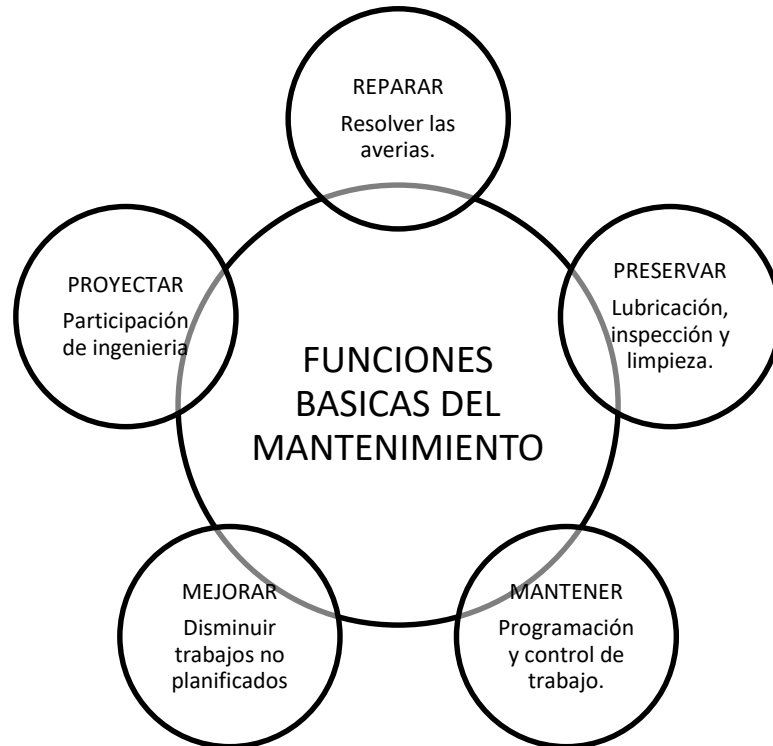 REPARAR
Resolver las
averias.
PROYECTAR
Participación
de ingenieria
PRESERVAR
Lubricación,
inspección y
limpieza.
FUNCIONES
BASICAS DEL
MANTENIMIENTO
MEJORAR
Disminuir
trabajos no
planificados
MANTENER
Programación
y control de
trabajo.